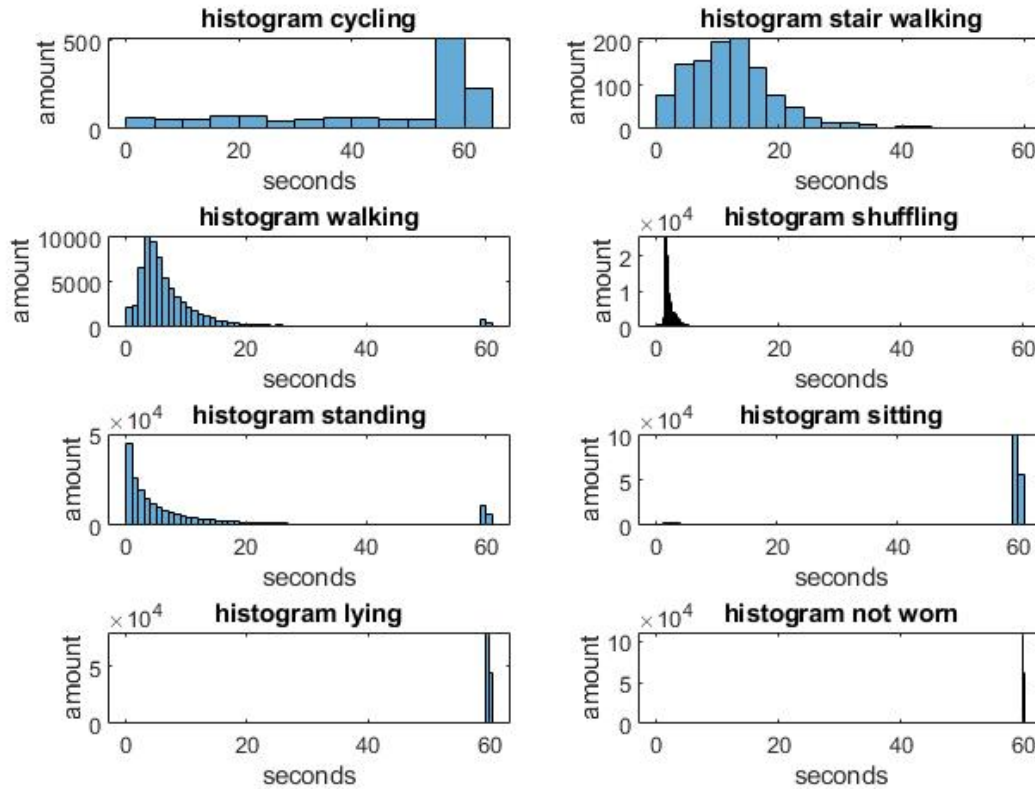 histogram cycling
500
0
amount
0 20 40 60
seconds
histogram stair walking
200
100
0
amount
0 20 40 60
seconds
histogram walking
10000
5000
0
amount
0 20 40 60
seconds
× 10⁴
histogram shuffling
2
1
0
amount
0 20 40 60
seconds
× 10⁴
histogram standing
5
0
amount
0 20 40 60
seconds
× 10⁴
histogram sitting
10
5
0
amount
0 20 40 60
seconds
× 10⁴
histogram lying
5
0
amount
0 20 40 60
seconds
× 10⁴
histogram not worn
10
5
0
amount
0 20 40 60
seconds